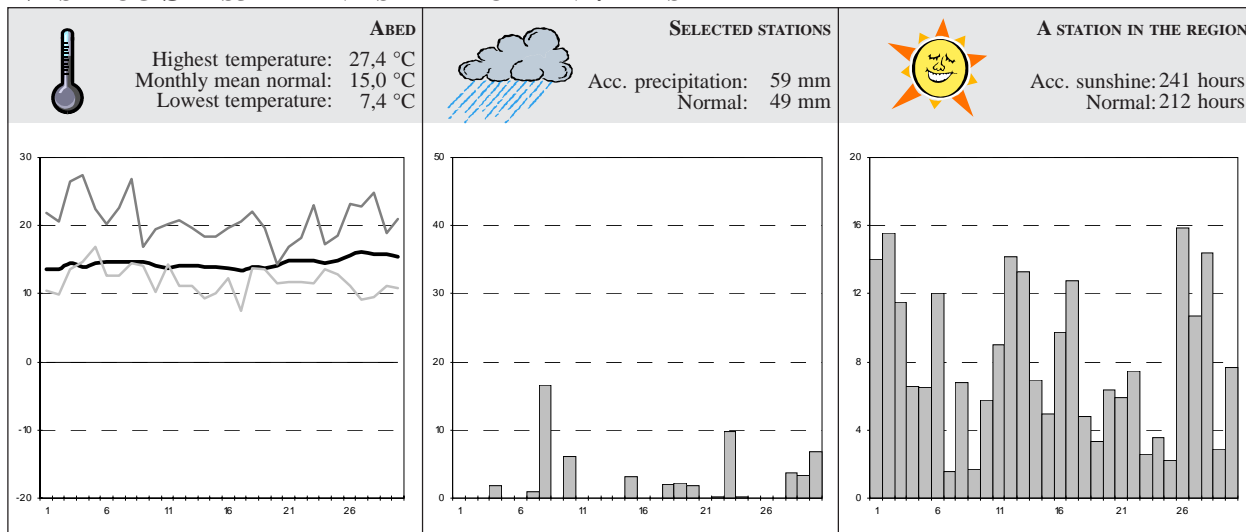 ABED
Highest temperature: 27,4 °C
Monthly mean normal: 15,0 °C
Lowest temperature: 7,4 °C
SELECTED STATIONS
Acc. precipitation: 59 mm
Normal: 49 mm
A STATION IN THE REGION
Acc. sunshine: 241 hours
Normal: 212 hours
30
20
10
0
-10
-20
1 6 11 16 21 26
50
40
30
20
10
0
1 6 11 16 21 26
20
16
12
8
4
0
1 6 11 16 21 26